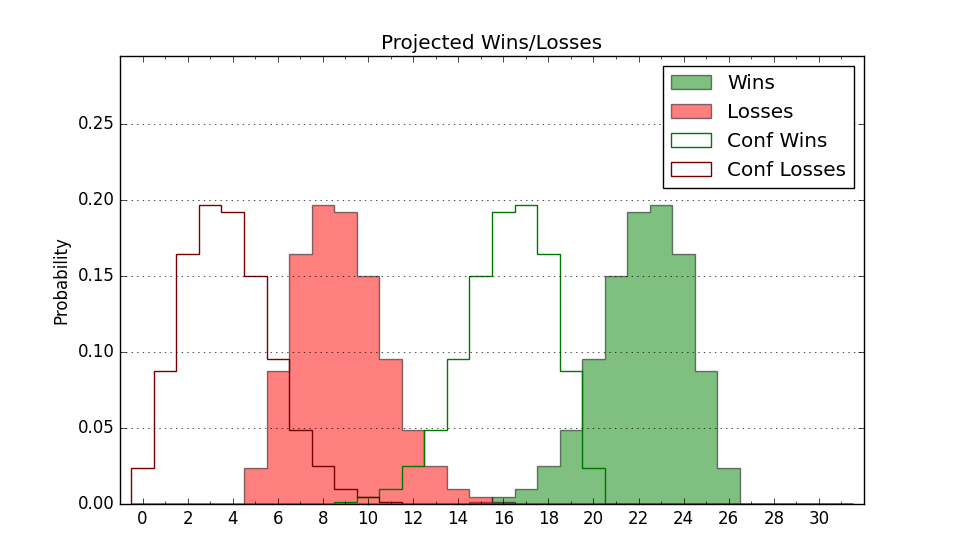 Projected Wins/Losses
Wins
Losses
Conf Wins
Conf Losses
Probability
0.25
0.20
0.15
0.10
0.05
0.00
0 2 4 6 8 10 12 14 16 18 20 22 24 26 28 30